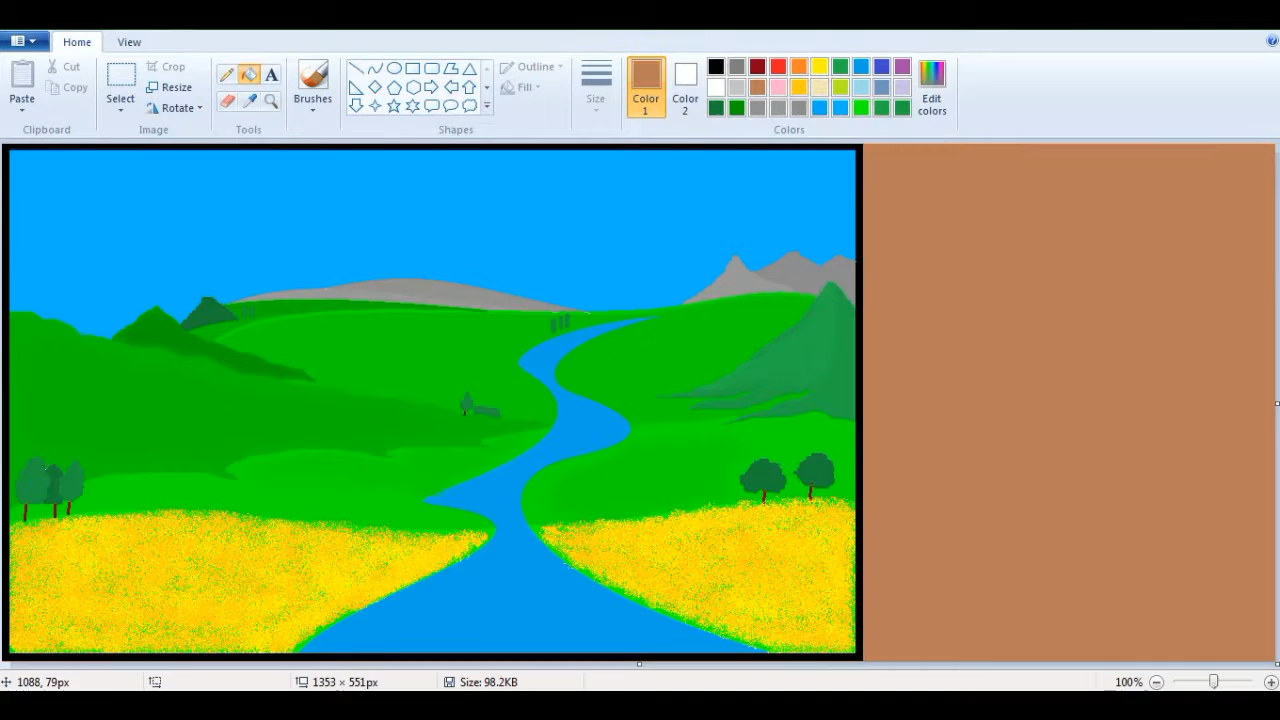 Home View
Cut
Copy
Paste
Clipboard
Crop
Resize
Rotate
Select
Image
A
Tools
Brushes
Outline
Fill
Shapes
Size
Color 1
Color 2
Edit colors
Colors
1088, 79px
1353 × 551px
Size: 98.2KB
100%